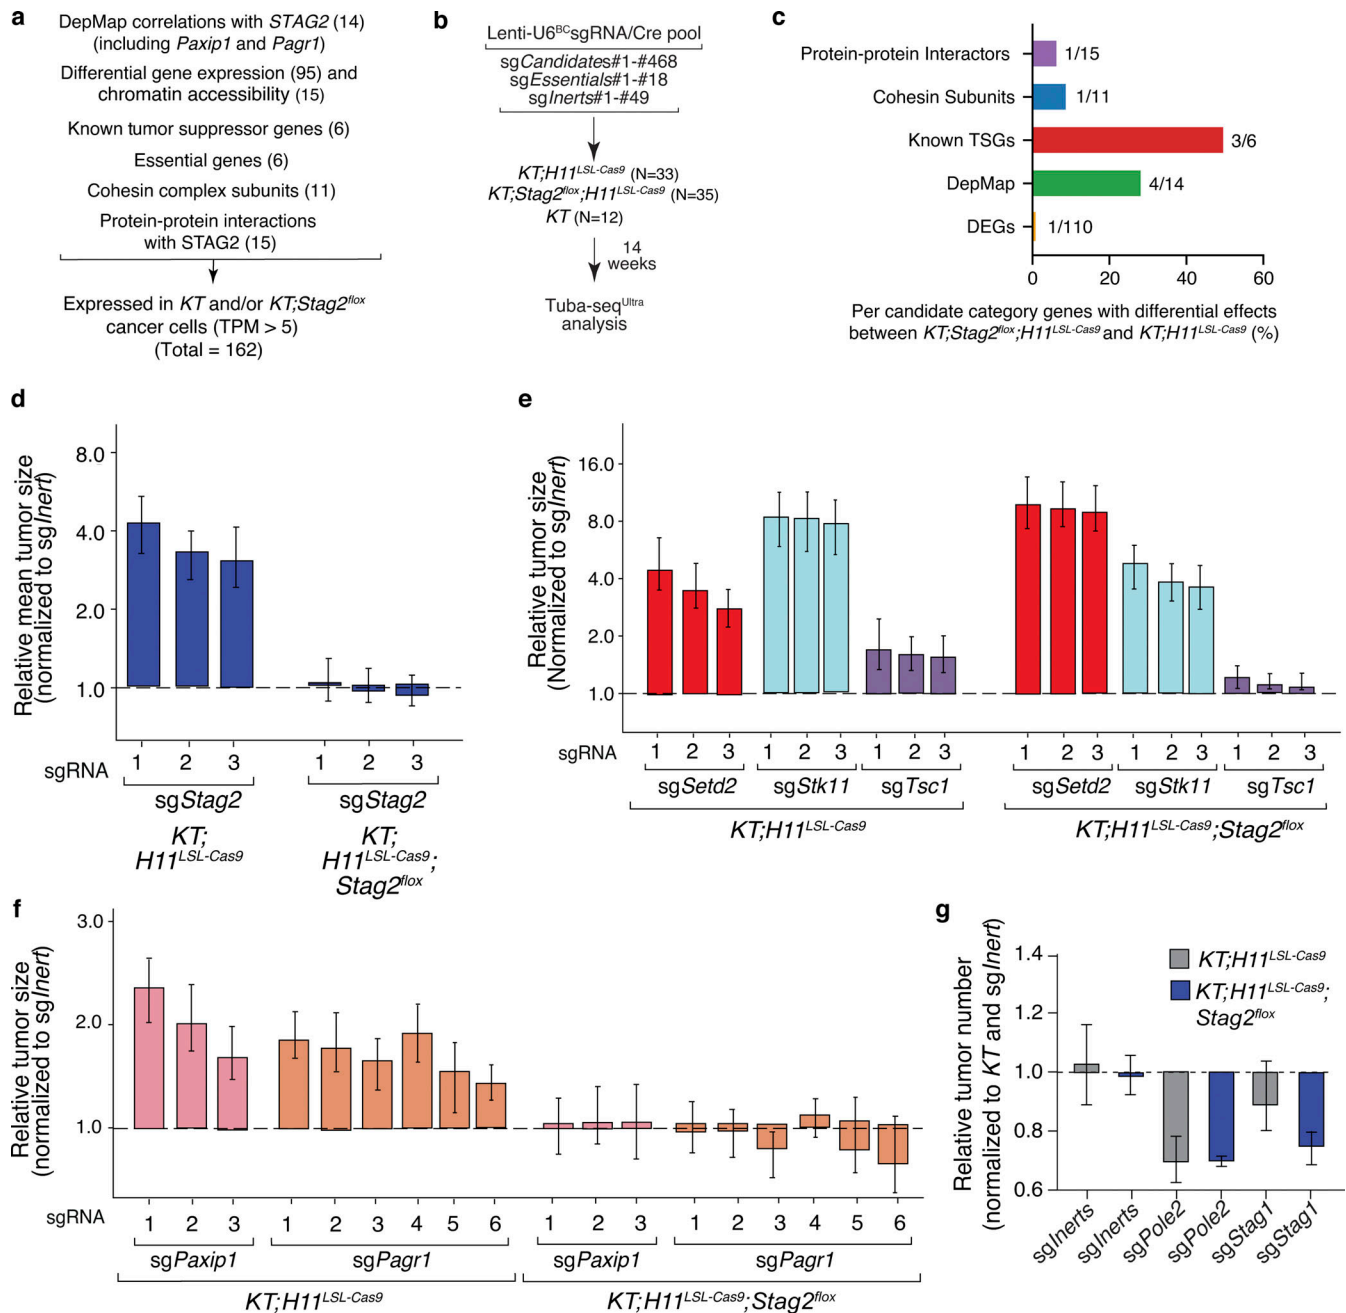 a
DepMap correlations with STAG2 (14)
(including Paxip1 and Pagr1)
Differential gene expression (95) and
chromatin accessibility (15)
Known tumor suppressor genes (6)
Essential genes (6)
Cohesin complex subunits (11)
Protein-protein interactions
with STAG2 (15)
Expressed in KT and/or KT;Stag2flox
cancer cells (TPM > 5)
(Total = 162)
b
Lenti-U6BCsgRNA/Cre pool
sgCandidates#1-#468
sgEssentials#1-#18
sgInerts#1-#49
KT;H11LSL-Cas9 (N=33)
KT;Stag2flox;H11LSL-Cas9 (N=35)
KT (N=12)
14
weeks
Tuba-seqUltra
analysis
c
Protein-protein Interactors
1/15
Cohesin Subunits
1/11
Known TSGs
3/6
DepMap
4/14
DEGs
1/110
0 20 40 60
Per candidate category genes with differential effects
between KT;Stag2flox;H11LSL-Cas9 and KT;H11LSL-Cas9 (%)
d
Relative mean tumor size
(normalized to sgInert)
8.0
4.0
2.0
1.0
sgRNA
1 2 3 1 2 3
sgStag2 sgStag2
KT;
H11LSL-Cas9
KT;
H11LSL-Cas9;
Stag2flox
e
Relative tumor size
(Normalized to sgInert)
16.0
8.0
4.0
2.0
1.0
sgRNA
1 2 3 1 2 3 1 2 3 1 2 3 1 2 3 1 2 3
sgSetd2 sgStk11 sgTsc1 sgSetd2 sgStk11 sgTsc1
KT;H11LSL-Cas9 KT;H11LSL-Cas9;Stag2flox
f
Relative tumor size
(normalized to sgInert)
3.0
2.0
1.0
sgRNA
1 2 3 1 2 3 4 5 6 1 2 3 1 2 3 4 5 6
sgPaxip1 sgPagr1 sgPaxip1 sgPagr1
KT;H11LSL-Cas9 KT;H11LSL-Cas9;Stag2flox
g
Relative tumor number
(normalized to KT and sgInert)
1.4
1.2
1.0
0.8
0.6
KT;H11LSL-Cas9
KT;H11LSL-Cas9;
Stag2flox
sgInerts sgInerts sgPole2 sgPole2 sgStag1 sgStag1